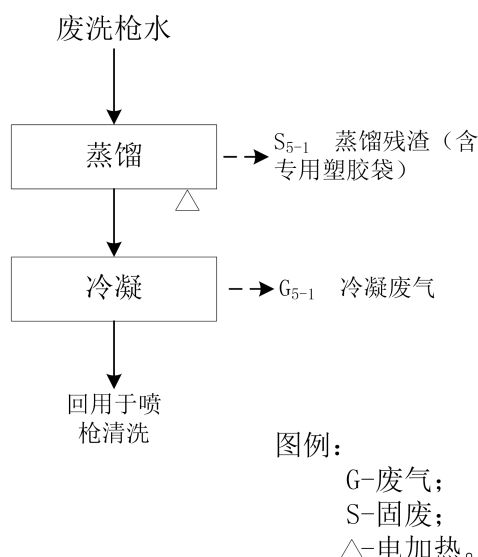 废洗枪水
蒸馏
S5-1 蒸馏残渣（含
专用塑胶袋）
冷凝
G5-1 冷凝废气
回用于喷
枪清洗
图例：
G-废气；
S-固废；
△-电加热。